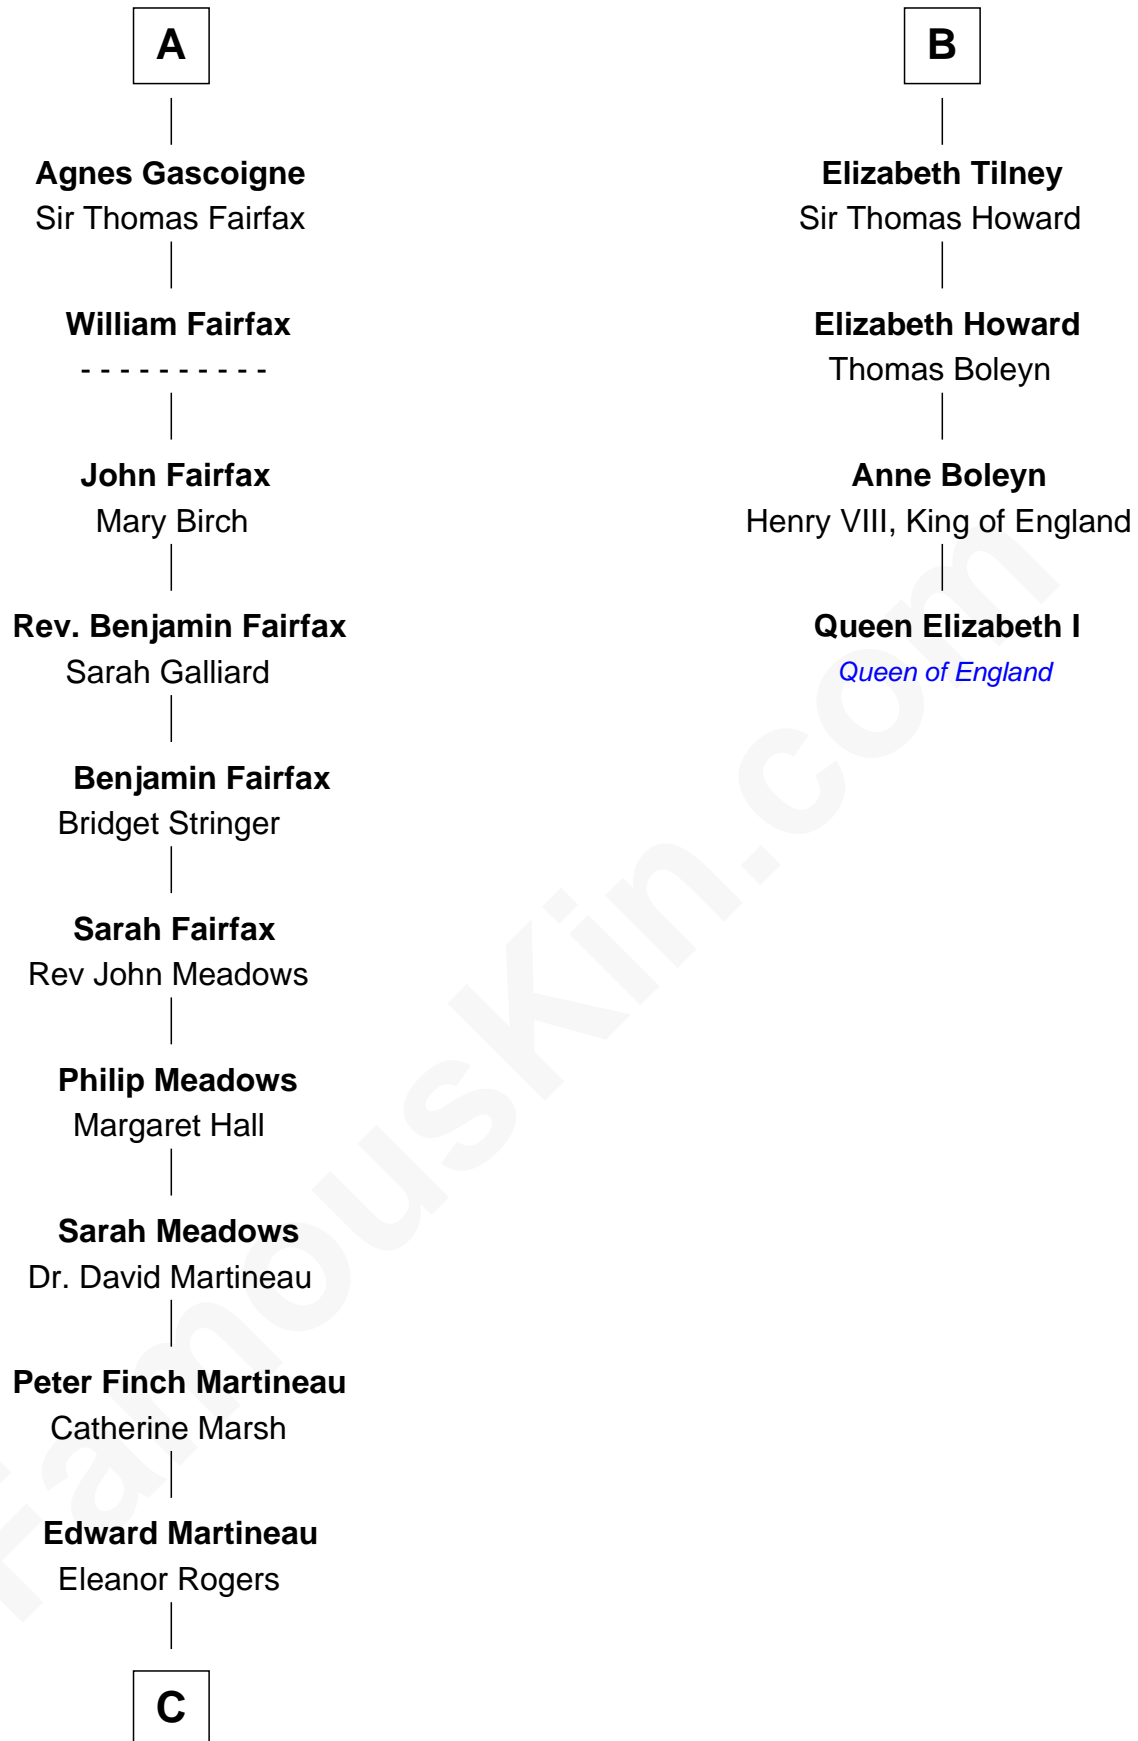 A
Agnes Gascoigne
Sir Thomas Fairfax
William Fairfax
- - - - - - - - - -
John Fairfax
Mary Birch
Rev. Benjamin Fairfax
Sarah Galliard
Benjamin Fairfax
Bridget Stringer
Sarah Fairfax
Rev John Meadows
Philip Meadows
Margaret Hall
Sarah Meadows
Dr. David Martineau
Peter Finch Martineau
Catherine Marsh
Edward Martineau
Eleanor Rogers
C
B
Elizabeth Tilney
Sir Thomas Howard
Elizabeth Howard
Thomas Boleyn
Anne Boleyn
Henry VIII, King of England
Queen Elizabeth I
Queen of England
FamousKin.com